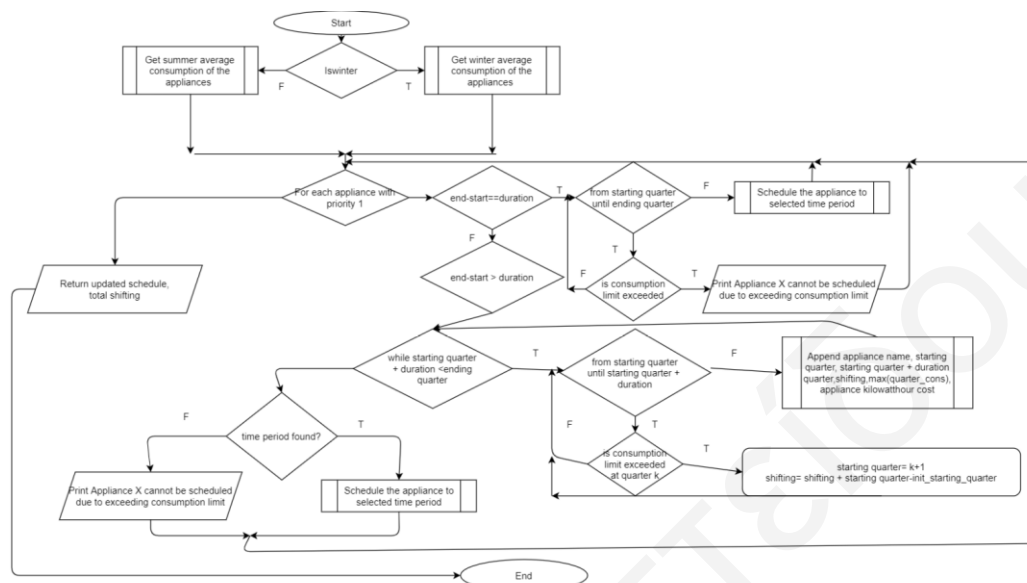 Start
Get summer average
consumption of the
appliances
Iswinter
Get winter average
consumption of the
appliances
F
T
For each appliance with
priority 1
end-start==duration
T
from starting quarter
until ending quarter
F
Schedule the appliance to
selected time period
F
T
end-start > duration
F
is consumption
limit exceeded
T
Print Appliance X cannot be scheduled
due to exceeding consumption limit
Return updated schedule,
total shifting
while starting quarter
+ duration <ending
quarter
T
from starting quarter
until starting quarter +
duration
F
Append appliance name, starting
quarter, starting quarter + duration
quarter,shifting,max(quarter_cons),
appliance kilowatthour cost
F
time period found?
T
F
T
is consumption
limit exceeded
at quarter k
T
starting quarter= k+1
shifting= shifting + starting quarter-init_starting_quarter
Print Appliance X cannot be scheduled
due to exceeding consumption limit
Schedule the appliance to
selected time period
End